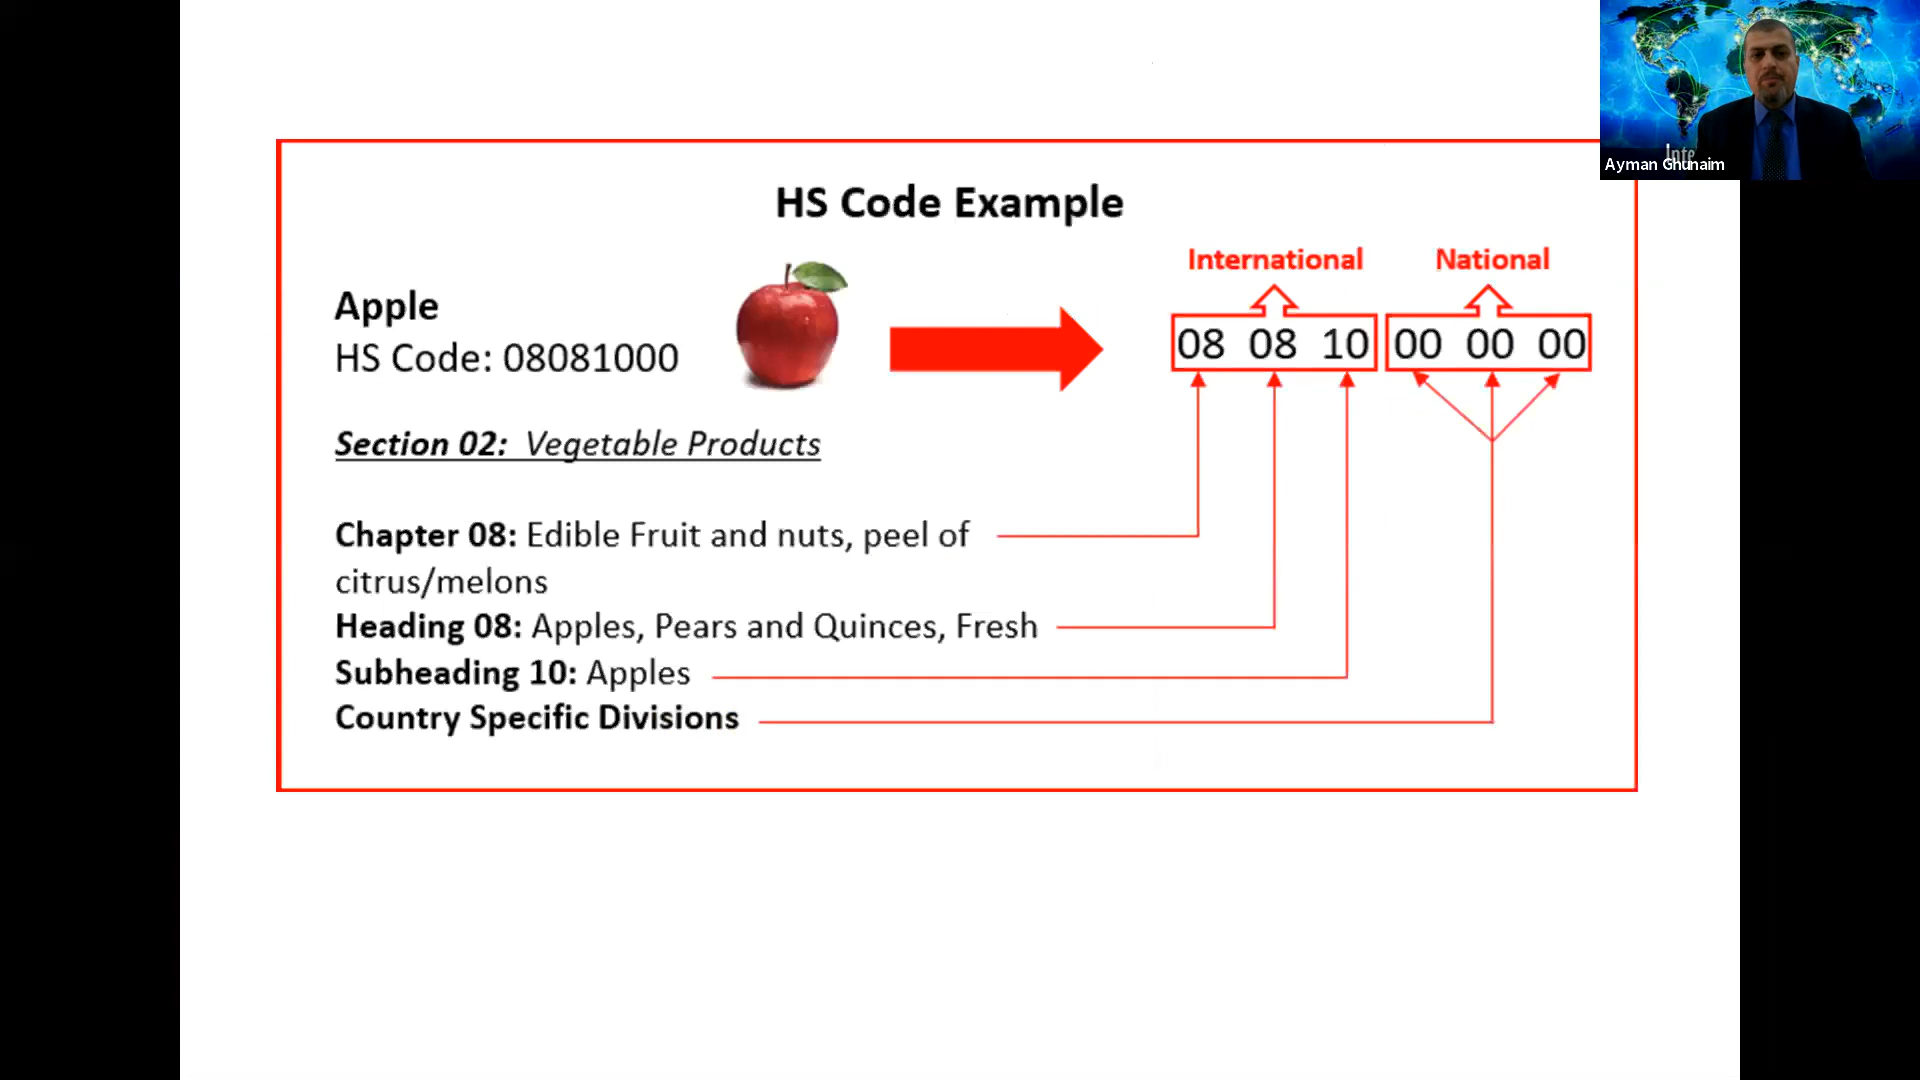 HS Code Example
International National
Apple
HS Code: 08081000
08 08 10 00 00 00
Section 02: Vegetable Products
Chapter 08: Edible Fruit and nuts, peel of
citrus/melons
Heading 08: Apples, Pears and Quinces, Fresh
Subheading 10: Apples
Country Specific Divisions
Inte
Ayman Ghunaim